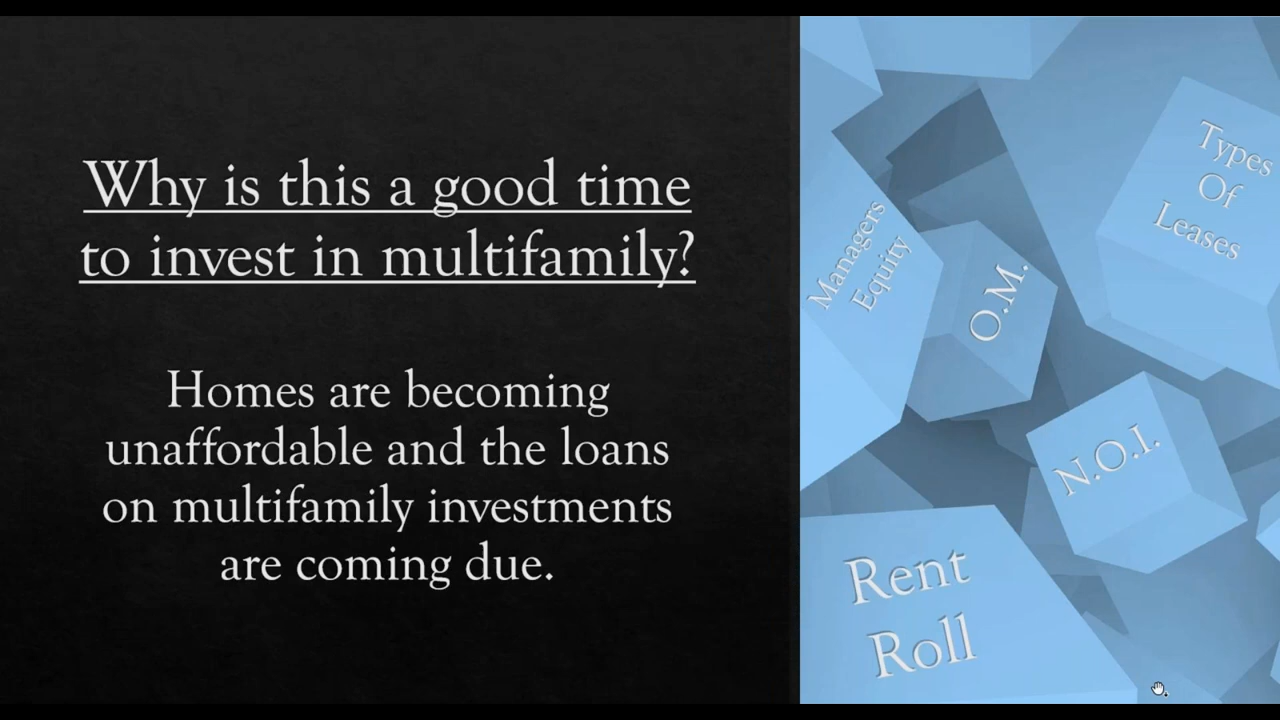 Why is this a good time
to invest in multifamily?
Homes are becoming
unaffordable and the loans
on multifamily investments
are coming due.
Types
Of
Leases
Managers
Equity
O.M.
N.O.I.
Rent
Roll